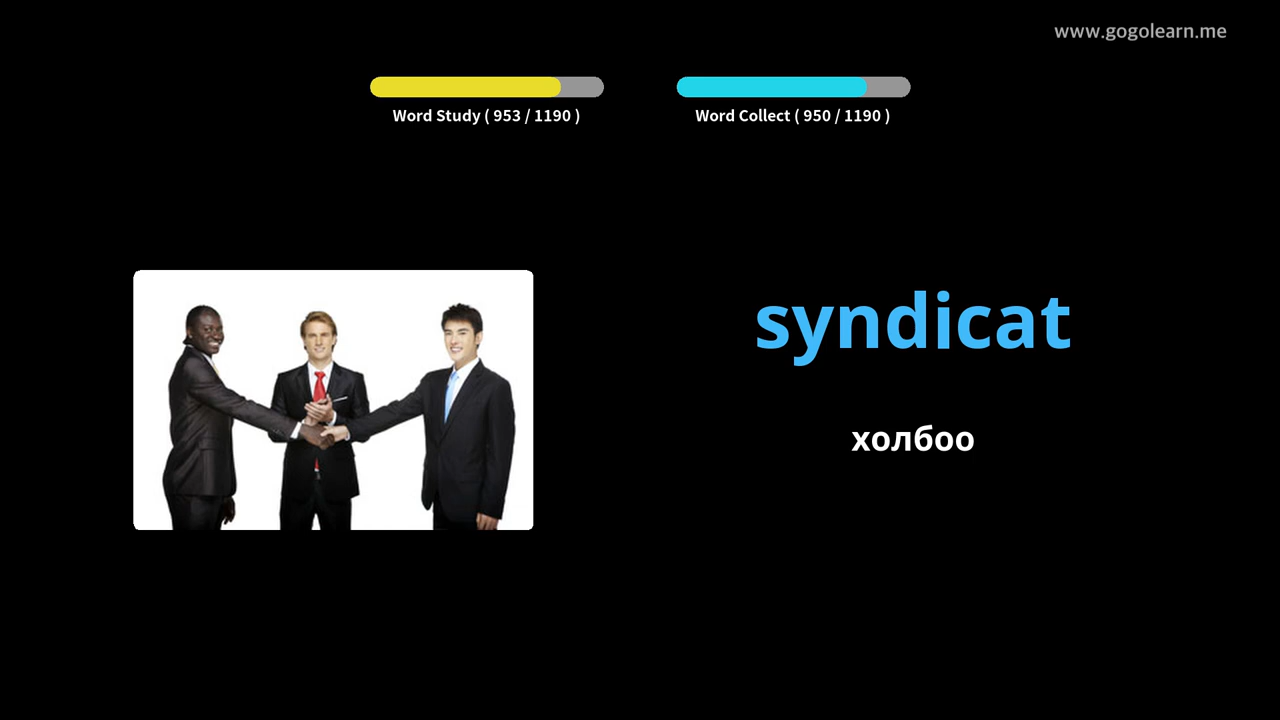 www.gogolearn.me
Word Study ( 953 / 1190 )
Word Collect ( 950 / 1190 )
syndicat
холбоо